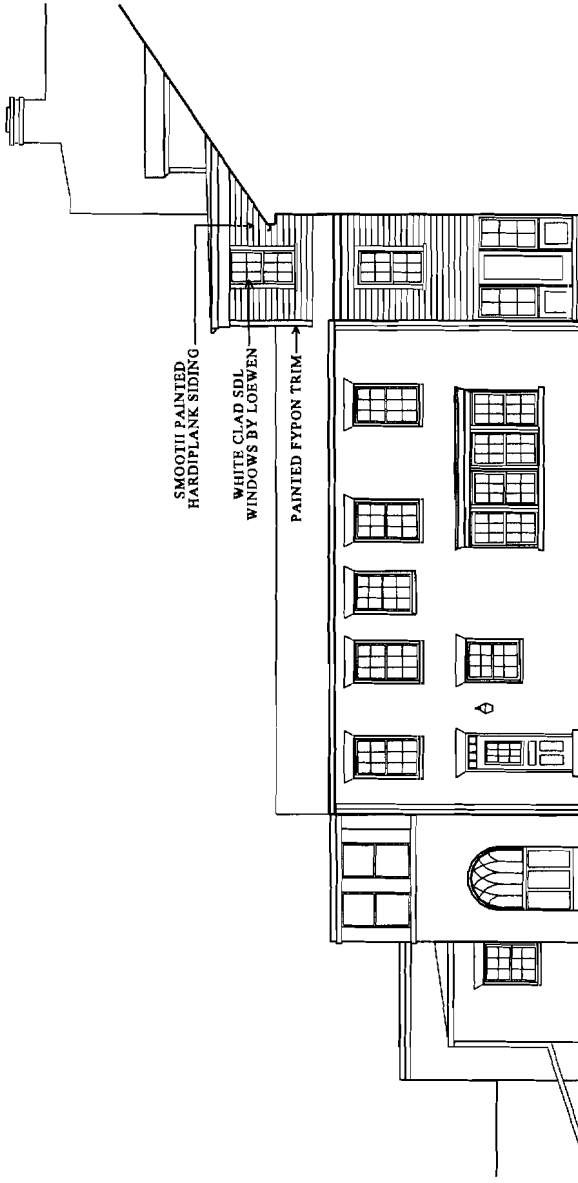 SMOOTH PAINTED
HARDIPLANK SIDING
WHITE CLAD SDL
WINDOWS BY LOEWEN
PAINTED FYPON TRIM